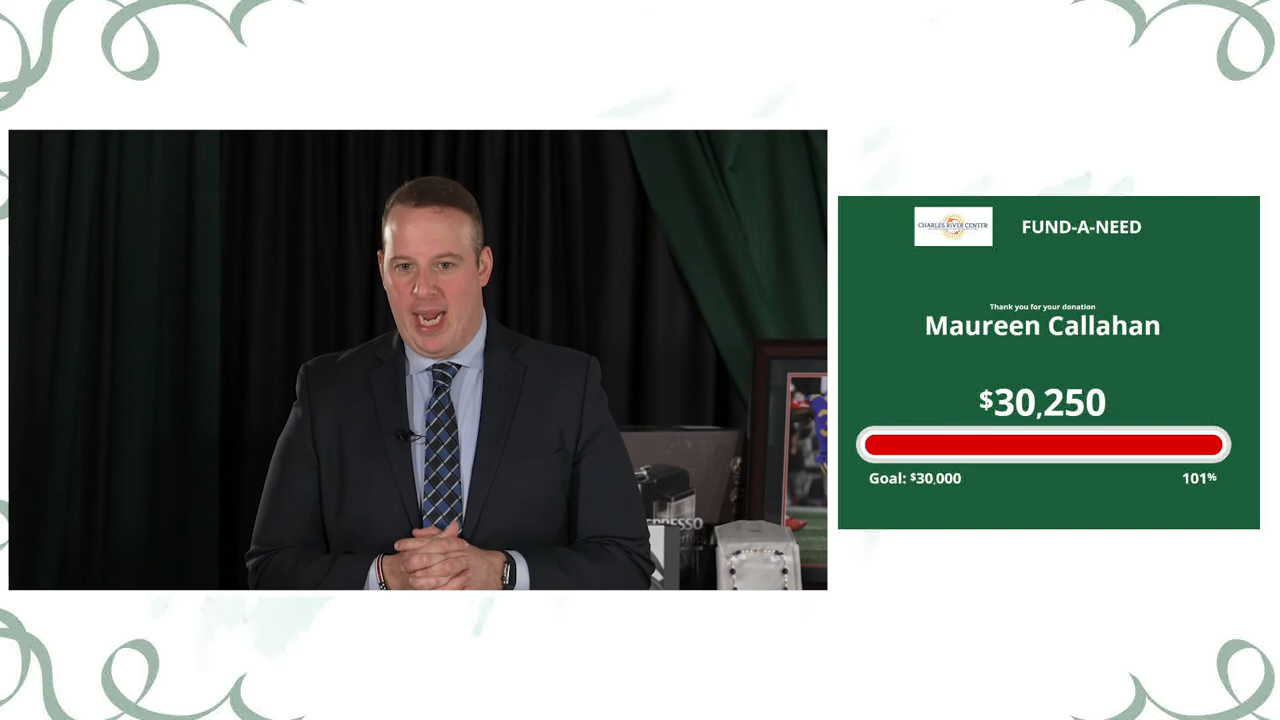 CHARLES RIVER CENTER
FUND-A-NEED
Thank you for your donation
Maureen Callahan
$30,250
Goal: $30,000
101%